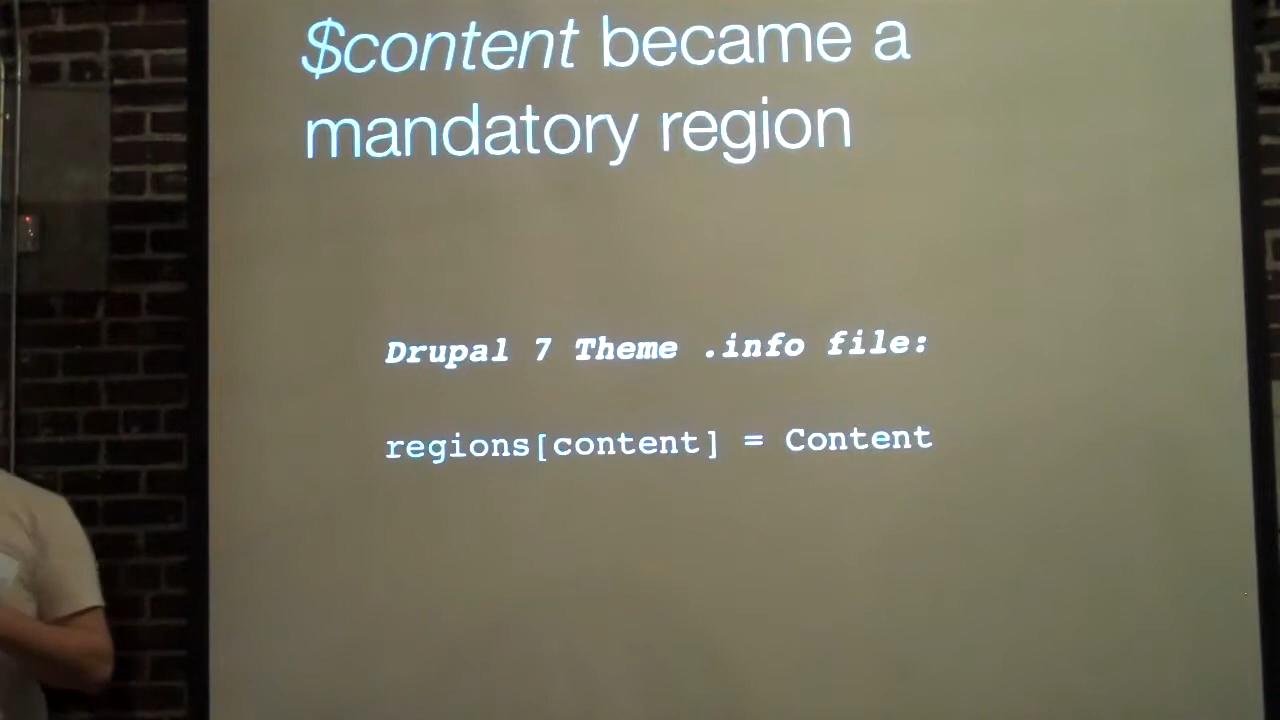 $content became a
mandatory region
Drupal 7 Theme .info file:
regions[content] = Content